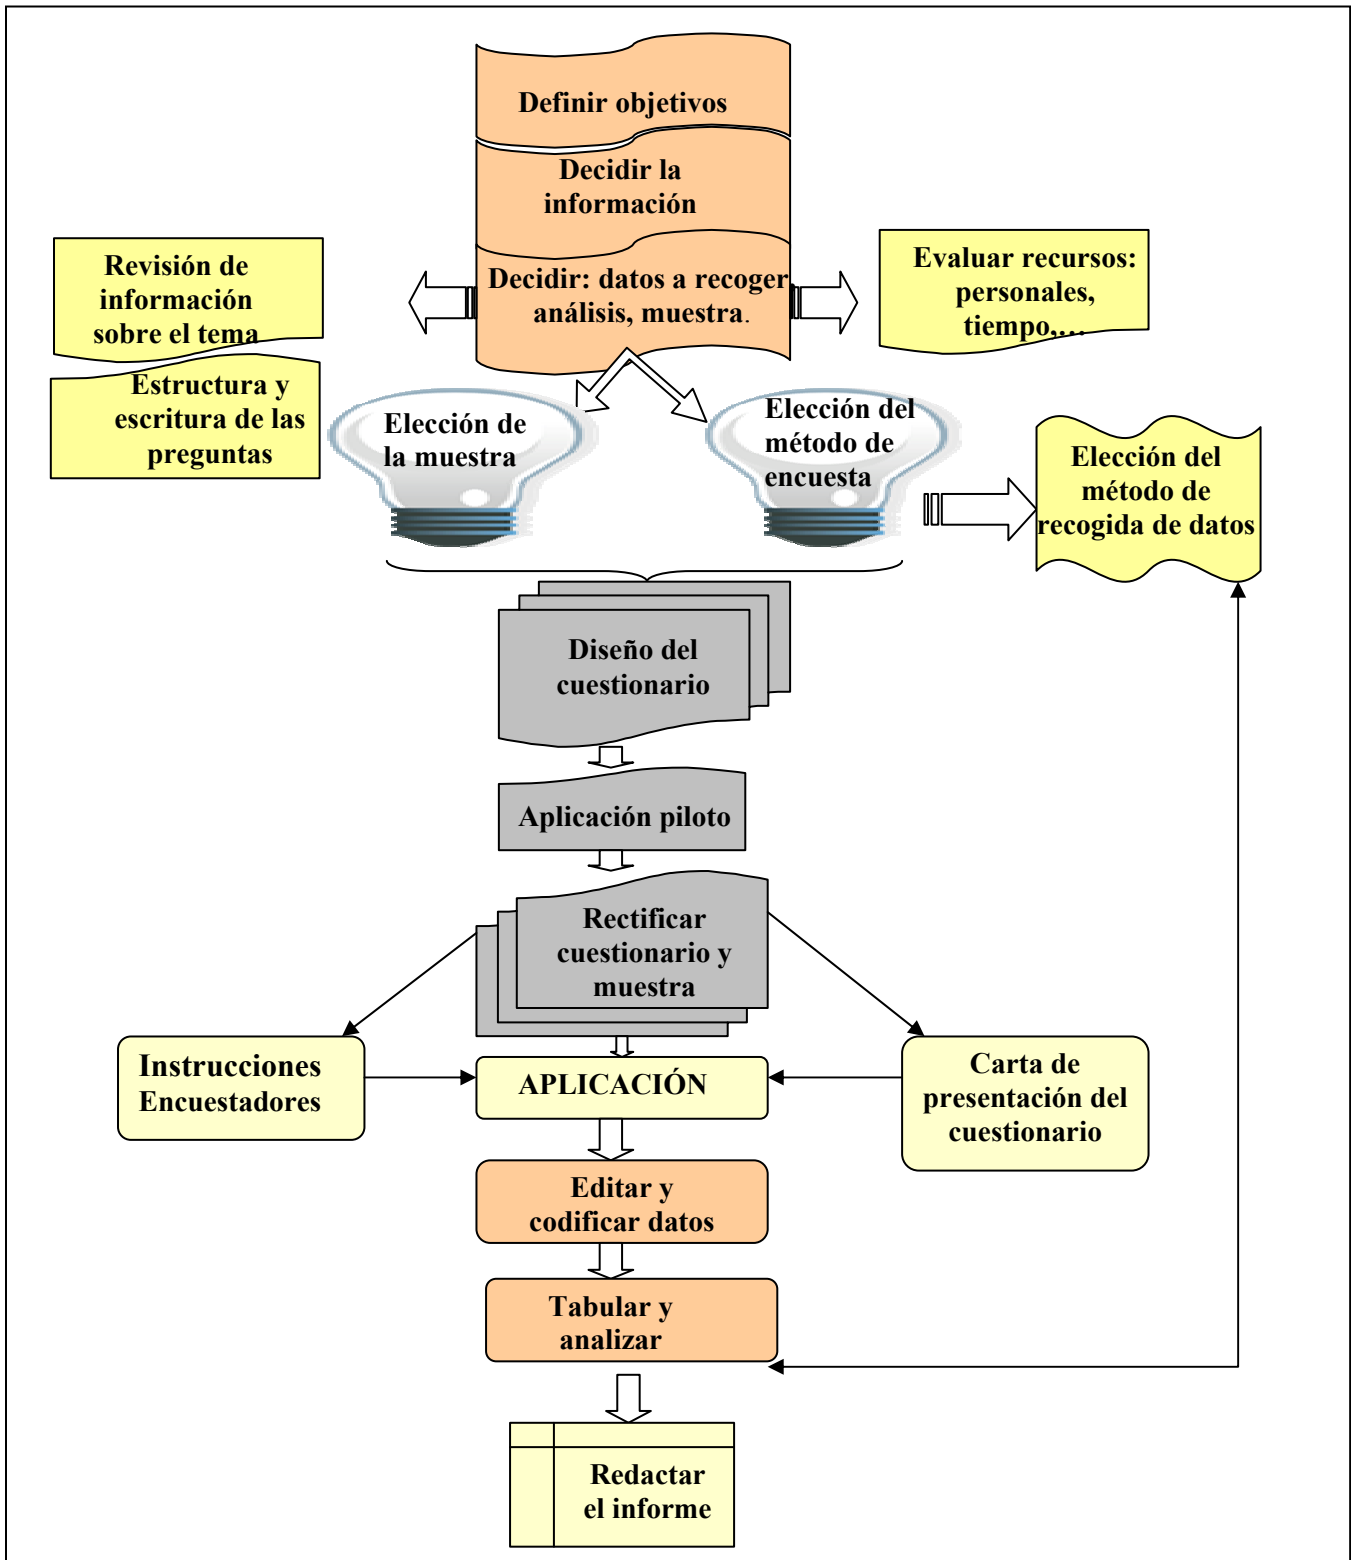 Definir objetivos
Decidir la
información
Decidir: datos a recoger
análisis, muestra.
Revisión de
información
sobre el tema
Estructura y
escritura de las
preguntas
Evaluar recursos:
personales,
tiempo,…
Elección de
la muestra
Elección del
método de
encuesta
Elección del
método de
recogida de datos
Diseño del
cuestionario
Aplicación piloto
Rectificar
cuestionario y
muestra
Instrucciones
Encuestadores
APLICACIÓN
Carta de
presentación del
cuestionario
Editar y
codificar datos
Tabular y
analizar
Redactar
el informe